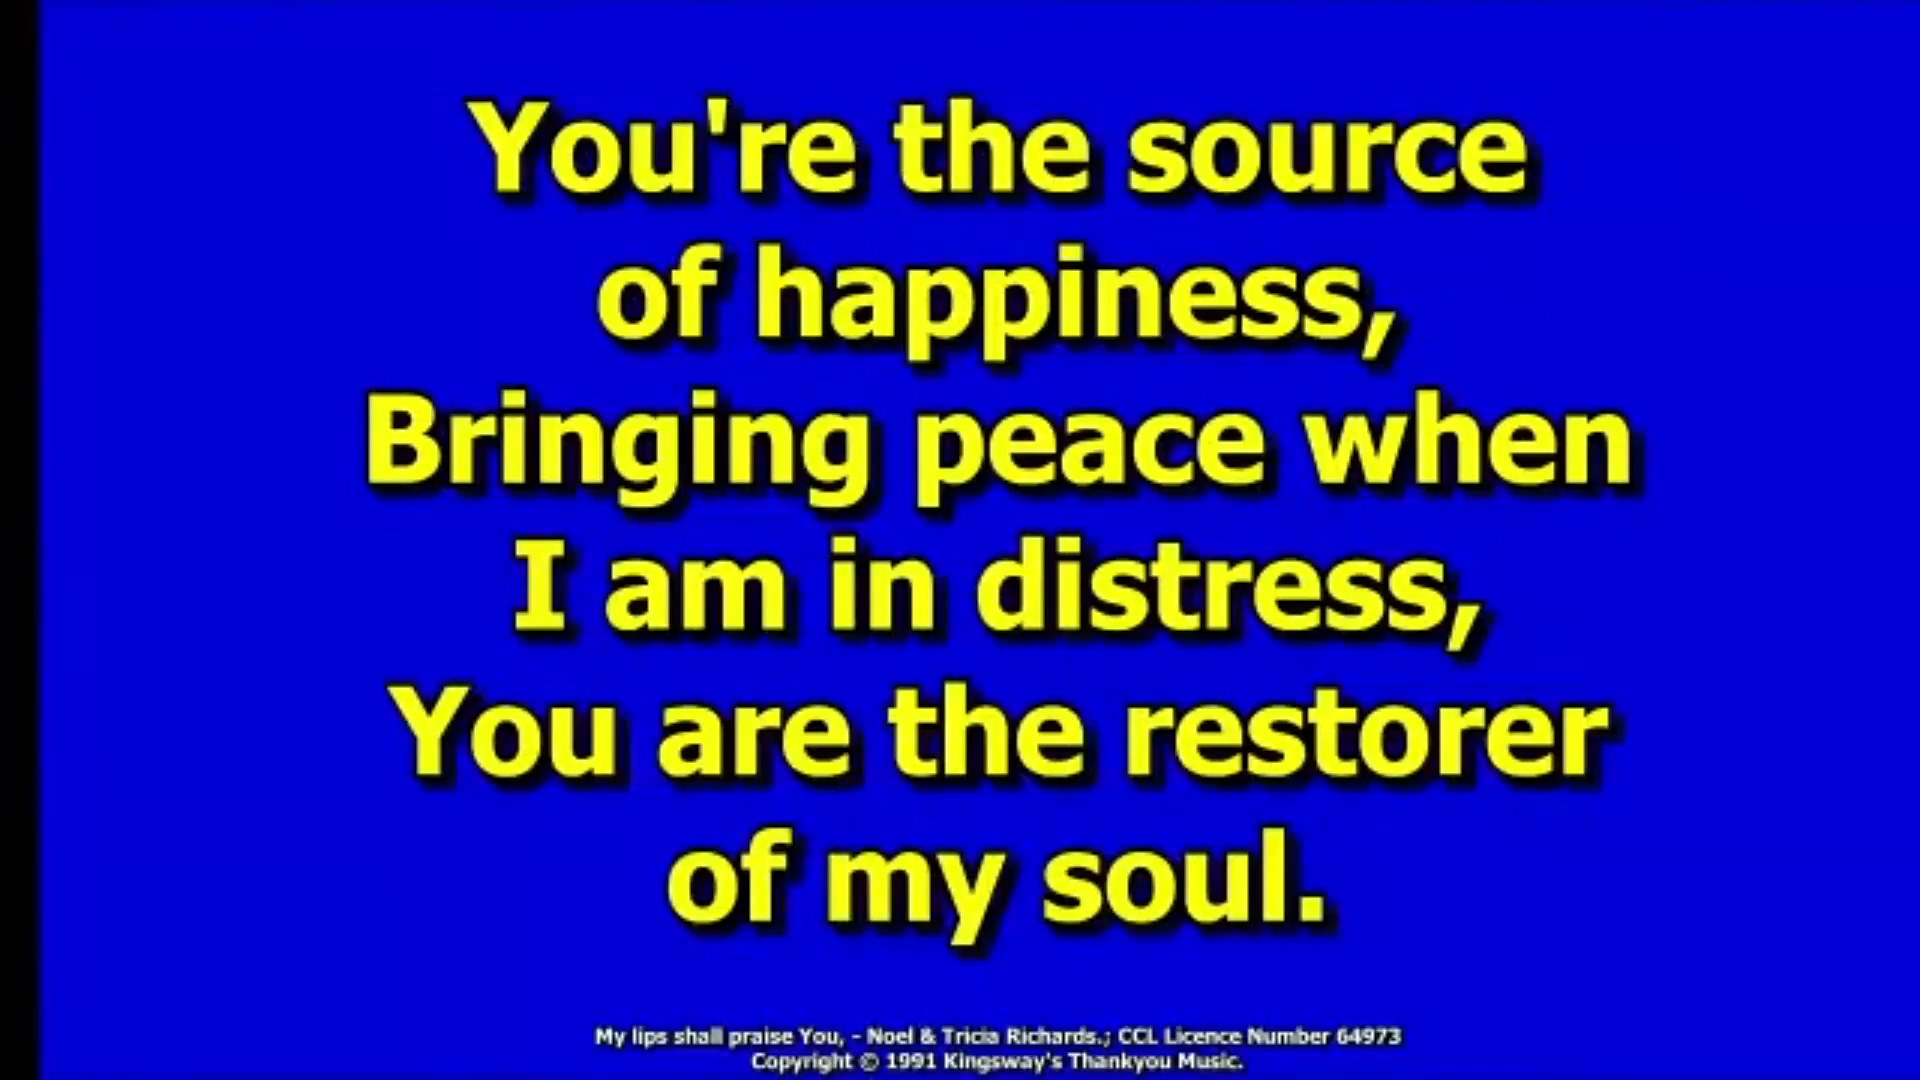 You're the source
of happiness,
Bringing peace when
I am in distress,
You are the restorer
of my soul.
My lips shall praise You, - Noel & Tricia Richards.; CCL Licence Number 64973
Copyright © 1991 Kingsway's Thankyou Music.